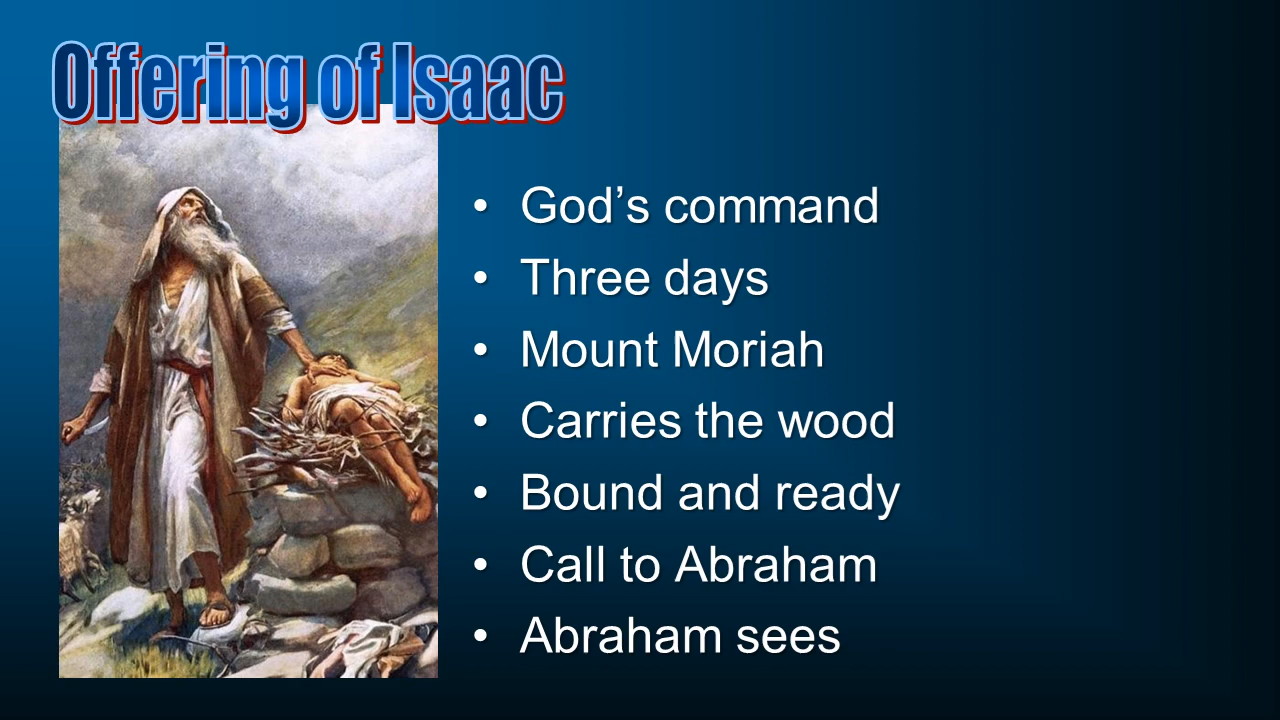 Offering of Isaac
• God’s command
• Three days
• Mount Moriah
• Carries the wood
• Bound and ready
• Call to Abraham
• Abraham sees